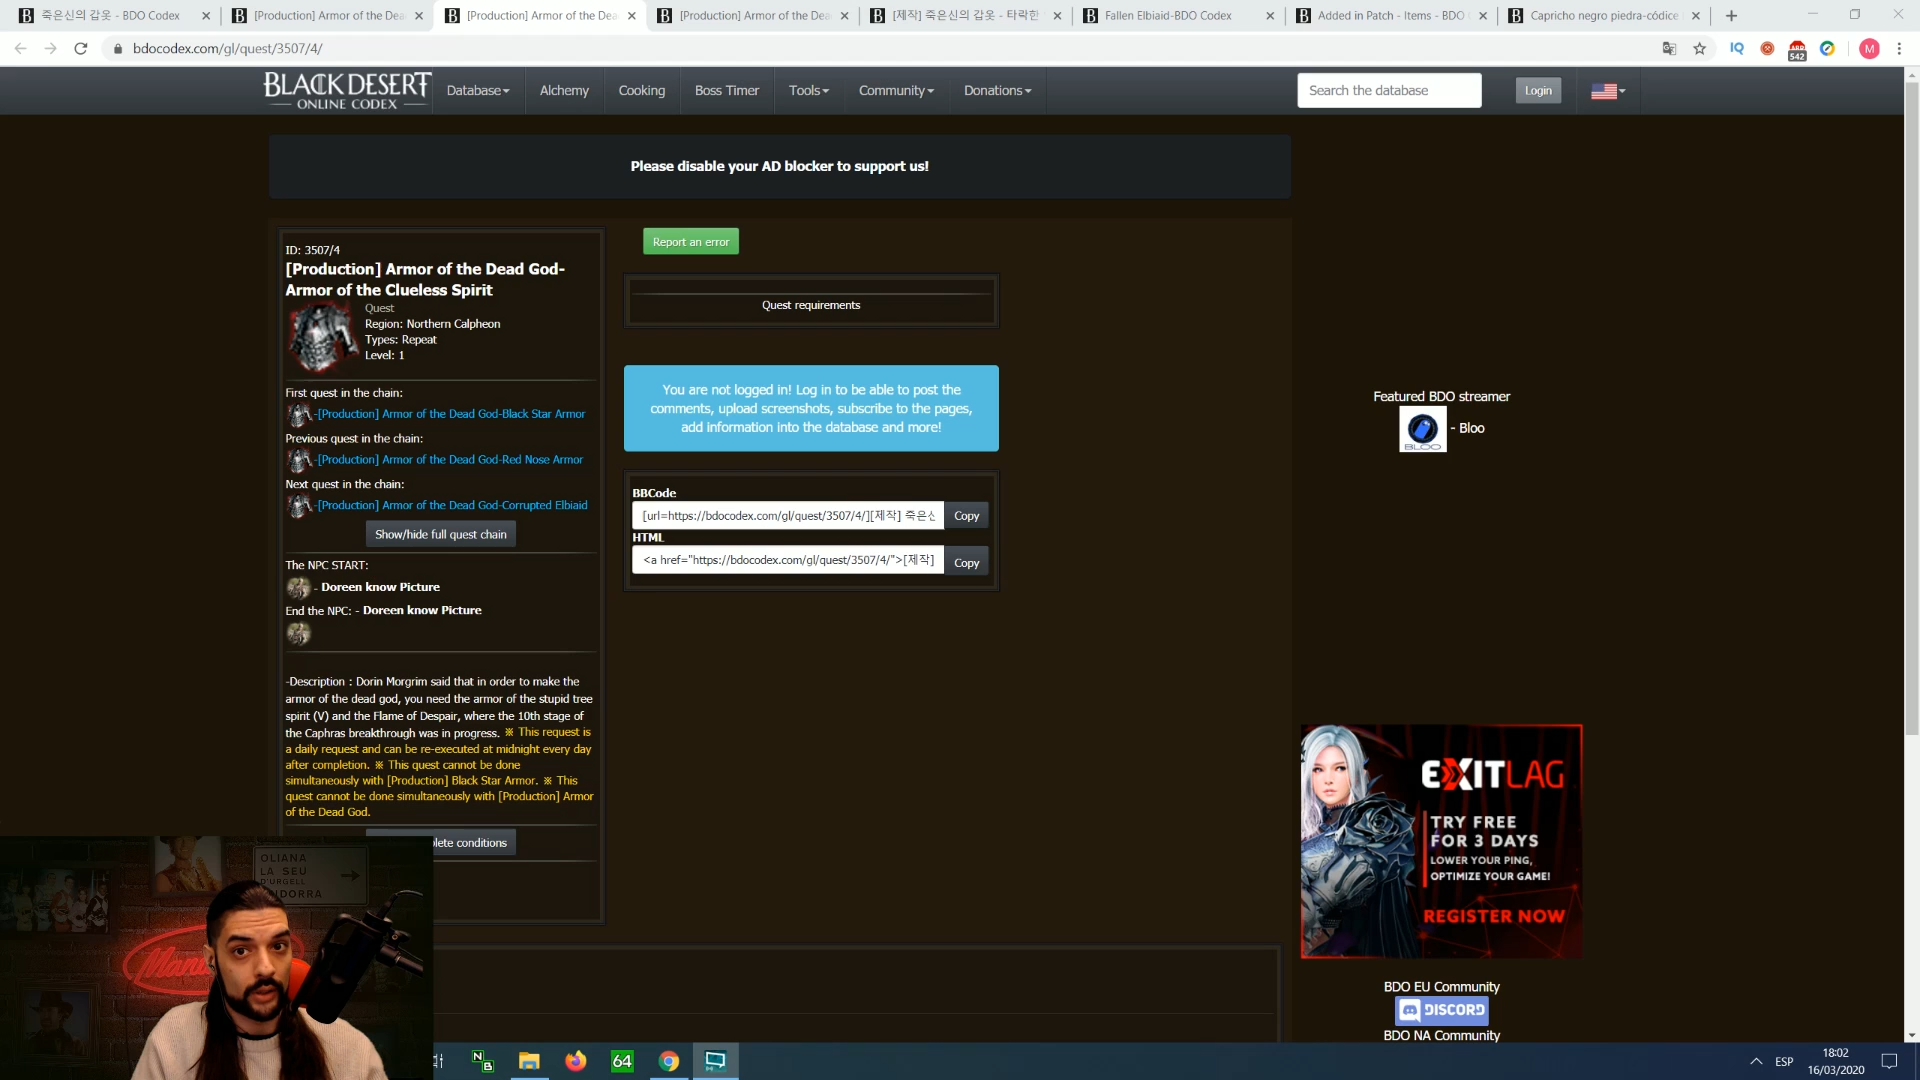 죽은신의 갑옷 - BDO Codex
[Production] Armor of the Dea
[Production] Armor of the Dea
[Production] Armor of the Dea
[제작] 죽은신의 갑옷 - 타락한
Fallen Elbiaid-BDO Codex
Added in Patch - Items - BDO
Capricho negro piedra-códice
bdocodex.com/gl/quest/3507/4/
IQ
542
M
BLACK DESERT
ONLINE CODEX
Database
Alchemy
Cooking
Boss Timer
Tools
Community
Donations
Search the database
Login
Please disable your AD blocker to support us!
ID: 3507/4
[Production] Armor of the Dead God-
Armor of the Clueless Spirit
Quest
Region: Northern Calpheon
Types: Repeat
Level: 1
First quest in the chain:
-[Production] Armor of the Dead God-Black Star Armor
Previous quest in the chain:
-[Production] Armor of the Dead God-Red Nose Armor
Next quest in the chain:
-[Production] Armor of the Dead God-Corrupted Elbiaid
Show/hide full quest chain
The NPC START:
- Doreen know Picture
End the NPC: - Doreen know Picture
-Description : Dorin Morgrim said that in order to make the
armor of the dead god, you need the armor of the stupid tree
spirit (V) and the Flame of Despair, where the 10th stage of
the Caphras breakthrough was in progress. ※ This request is
a daily request and can be re-executed at midnight every day
after completion. ※ This quest cannot be done
simultaneously with [Production] Black Star Armor. ※ This
quest cannot be done simultaneously with [Production] Armor
of the Dead God.
lete conditions
Report an error
Quest requirements
You are not logged in! Log in to be able to post the
comments, upload screenshots, subscribe to the pages,
add information into the database and more!
BBCode
[url=https://bdocodex.com/gl/quest/3507/4/][제작] 죽은신
Copy
HTML
<a href="https://bdocodex.com/gl/quest/3507/4/">[제작]
Copy
Featured BDO streamer
BLOO
- Bloo
EXITLAG
TRY FREE
FOR 3 DAYS
LOWER YOUR PING,
OPTIMIZE YOUR GAME!
REGISTER NOW
BDO EU Community
DISCORD
BDO NA Community
OLIANA
LA SEU
D'URGELL
NDORRA
Man
N
B
64
ESP
18:02
16/03/2020